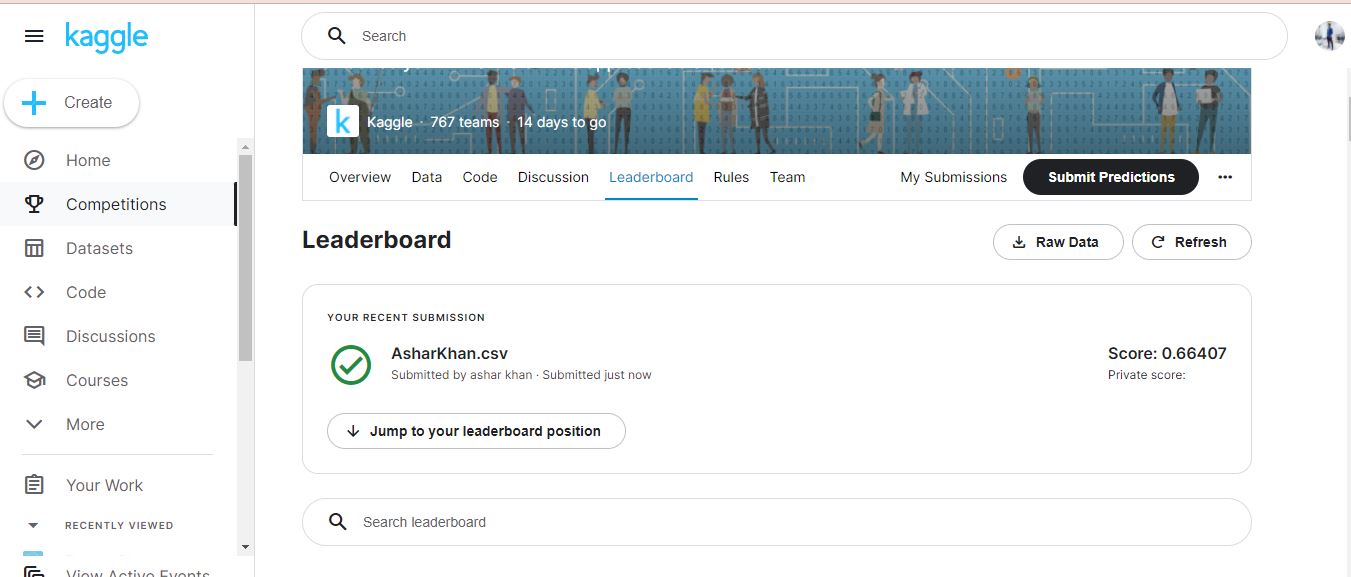 kaggle
Search
Create
Home
Competitions
Datasets
Code
Discussions
Courses
More
Your Work
RECENTLY VIEWED
View Active Events
k
Kaggle · 767 teams · 14 days to go
Overview Data Code Discussion Leaderboard Rules Team My Submissions Submit Predictions
Leaderboard
Raw Data Refresh
YOUR RECENT SUBMISSION
AsharKhan.csv
Submitted by ashar khan · Submitted just now
Score: 0.66407
Private score:
Jump to your leaderboard position
Search leaderboard